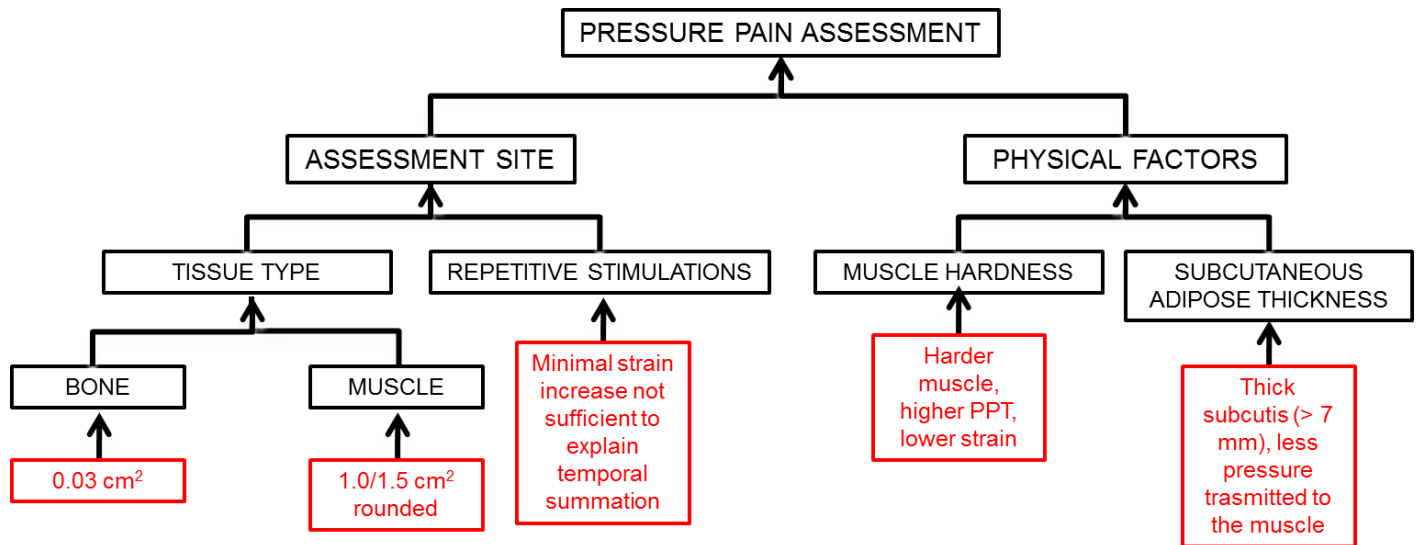 PRESSURE PAIN ASSESSMENT
ASSESSMENT SITE
PHYSICAL FACTORS
TISSUE TYPE
REPETITIVE STIMULATIONS
MUSCLE HARDNESS
SUBCUTANEOUS
ADIPOSE THICKNESS
BONE
MUSCLE
Minimal strain
increase not
sufficient to
explain
temporal
summation
Harder
muscle,
higher PPT,
lower strain
Thick
subcutis (> 7
mm), less
pressure
trasmitted to
the muscle
0.03 cm²
1.0/1.5 cm²
rounded